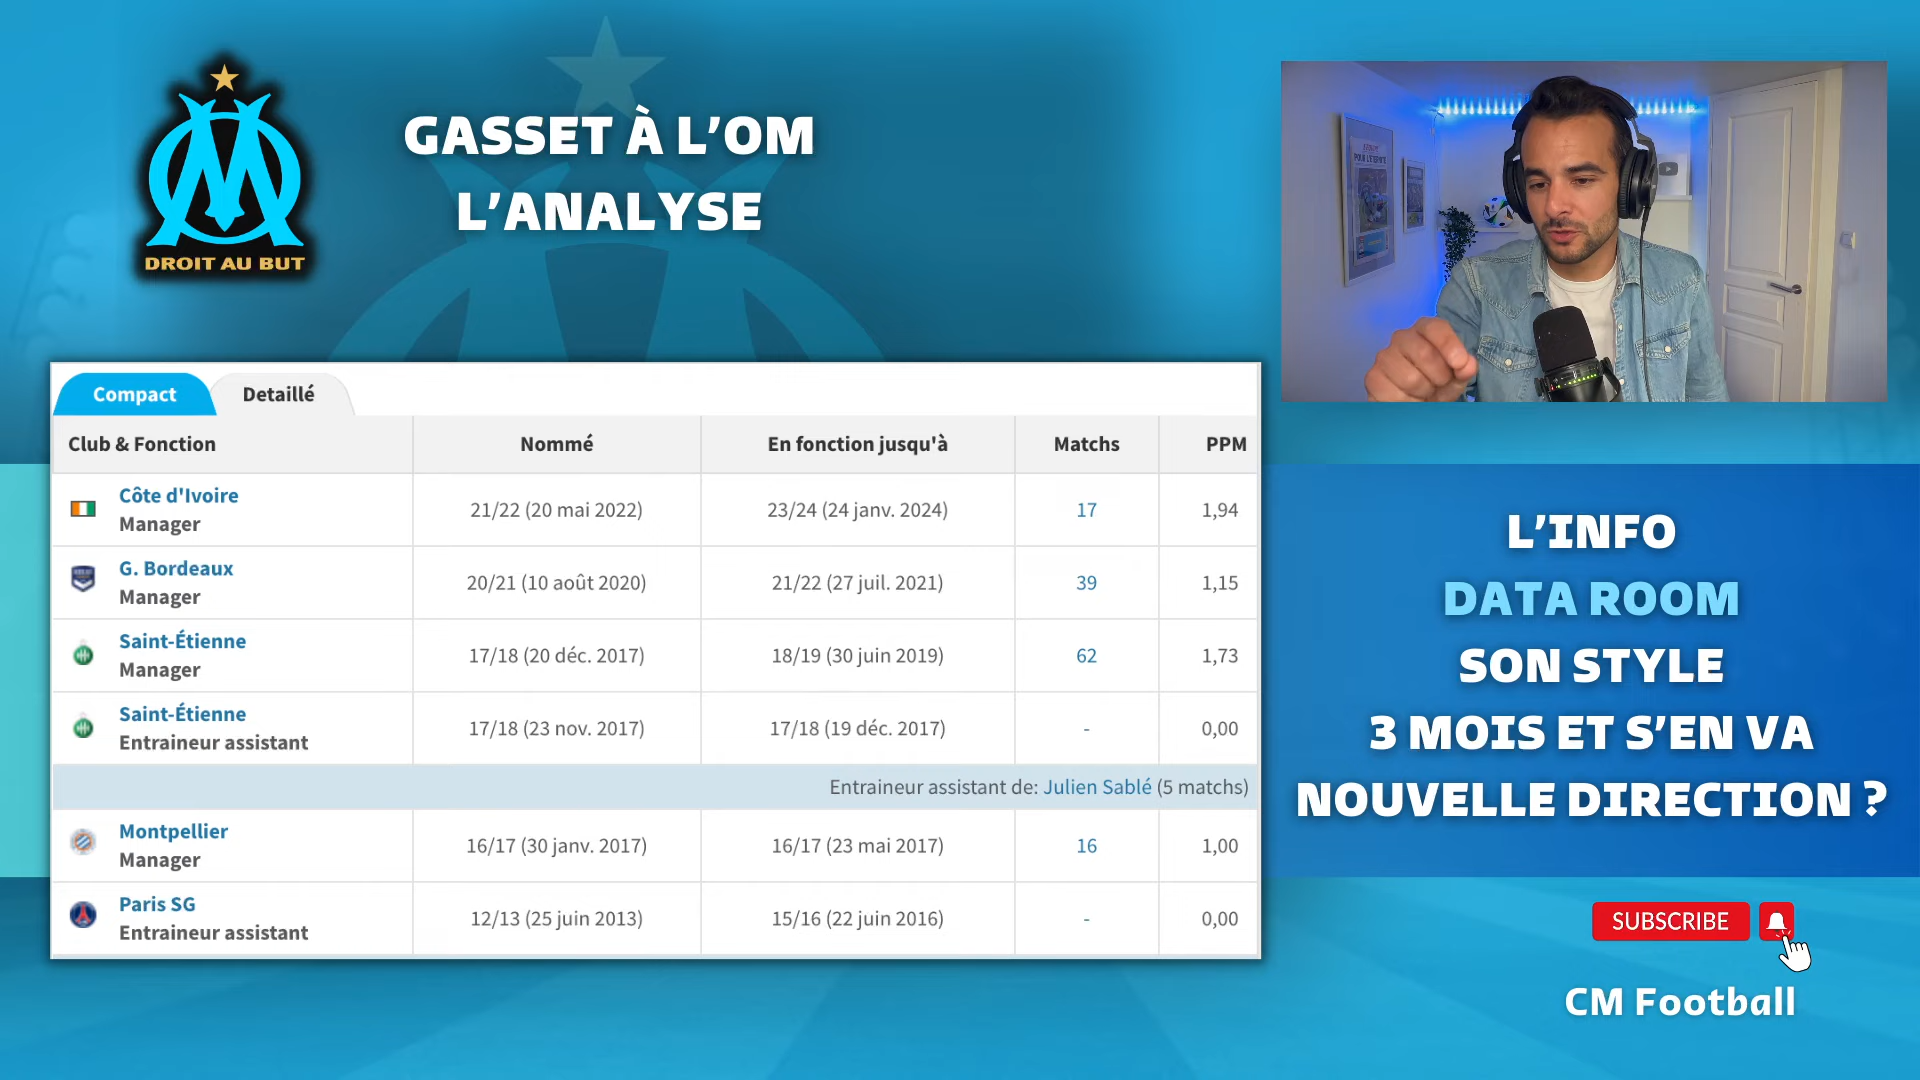 DROIT AU BUT
GASSET À L'OM
L'ANALYSE
POUR L'ÉTERNITÉ
Compact Detaillé
Club & Fonction Nommé En fonction jusqu'à Matchs PPM
Côte d'Ivoire
Manager
21/22 (20 mai 2022) 23/24 (24 janv. 2024) 17 1,94
G. Bordeaux
Manager
20/21 (10 août 2020) 21/22 (27 juil. 2021) 39 1,15
Saint-Étienne
Manager
17/18 (20 déc. 2017) 18/19 (30 juin 2019) 62 1,73
Saint-Étienne
Entraineur assistant
17/18 (23 nov. 2017) 17/18 (19 déc. 2017) - 0,00
Entraineur assistant de: Julien Sablé (5 matchs)
Montpellier
Manager
16/17 (30 janv. 2017) 16/17 (23 mai 2017) 16 1,00
Paris SG
Entraineur assistant
12/13 (25 juin 2013) 15/16 (22 juin 2016) - 0,00
L'INFO
DATA ROOM
SON STYLE
3 MOIS ET S'EN VA
NOUVELLE DIRECTION ?
SUBSCRIBE
CM Football